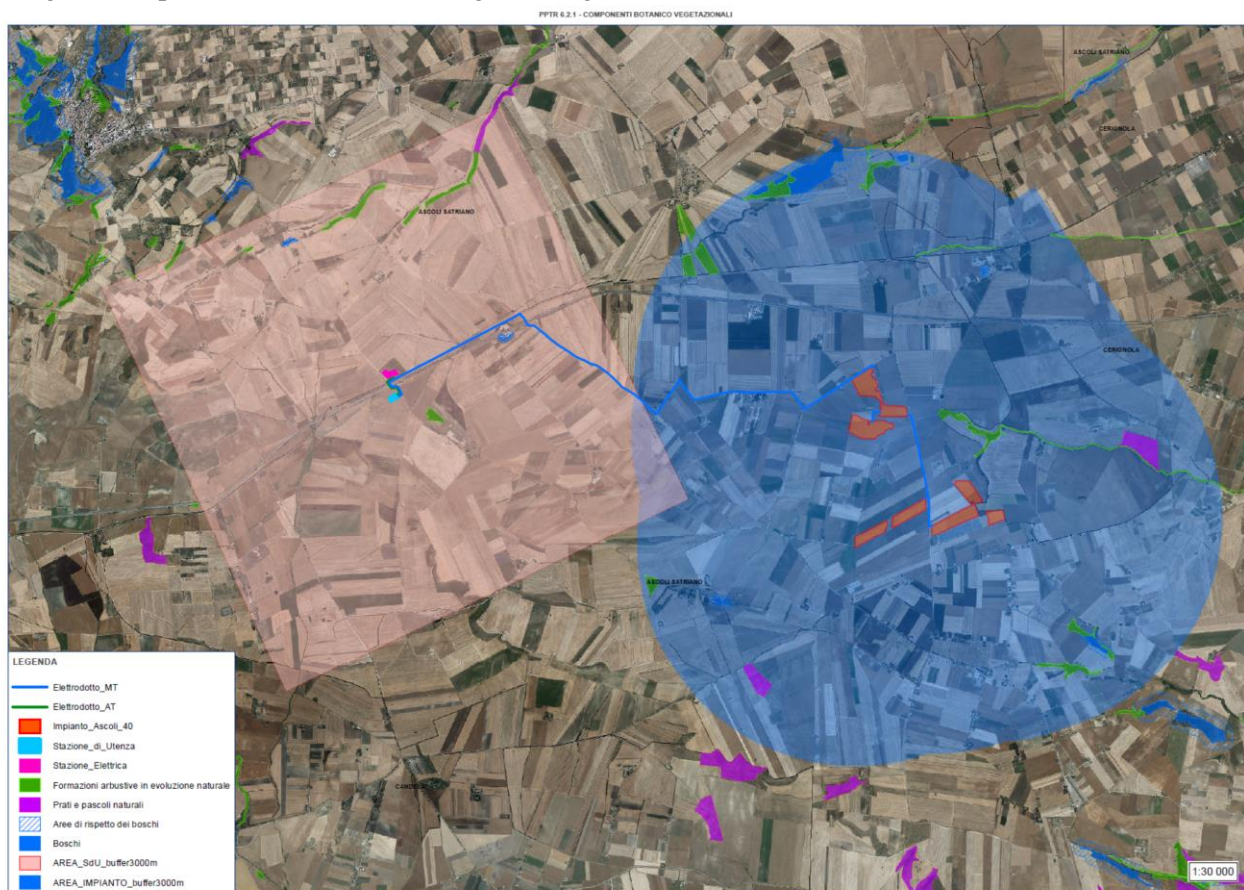 PPTR 6.2.1 - COMPONENTI BOTANICO VEGETAZIONALI
ASCOLI SATRIANO
CERIGNOLA
ASCOLI SATRIANO
CERIGNOLA
ASCOLI SATRIANO
LEGENDA
Elettrodotto_MT
Elettrodotto_AT
Impianto_Ascoli_40
Stazione_di_Utenza
Stazione_Elettrica
Formazioni arbustive in evoluzione naturale
Prati e pascoli naturali
Aree di rispetto dei boschi
Boschi
AREA_SdU_buffer3000m
AREA_IMPIANTO_buffer3000m
1:30 000